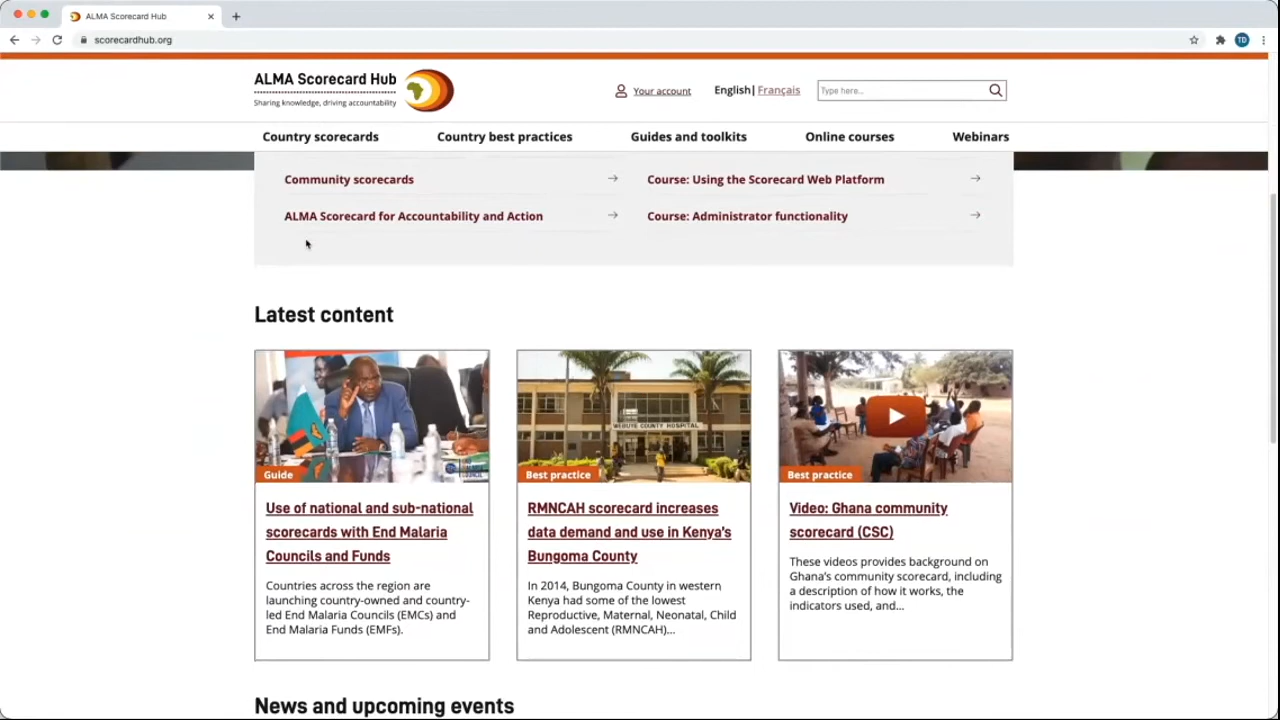 ALMA Scorecard Hub
scorecardhub.org
TD
ALMA Scorecard Hub
Sharing knowledge, driving accountability
Your account
English| Français
Type here...
Country scorecards
Country best practices
Guides and toolkits
Online courses
Webinars
Community scorecards
Course: Using the Scorecard Web Platform
ALMA Scorecard for Accountability and Action
Course: Administrator functionality
Latest content
Guide
Use of national and sub-national
scorecards with End Malaria
Councils and Funds
Countries across the region are
launching country-owned and country-
led End Malaria Councils (EMCs) and
End Malaria Funds (EMFs).
WEBUYE COUNTY HOSPITAL
Best practice
RMNCAH scorecard increases
data demand and use in Kenya's
Bungoma County
In 2014, Bungoma County in western
Kenya had some of the lowest
Reproductive, Maternal, Neonatal, Child
and Adolescent (RMNCAH)...
Best practice
Video: Ghana community
scorecard (CSC)
These videos provides background on
Ghana's community scorecard, including
a description of how it works, the
indicators used, and...
News and upcoming events